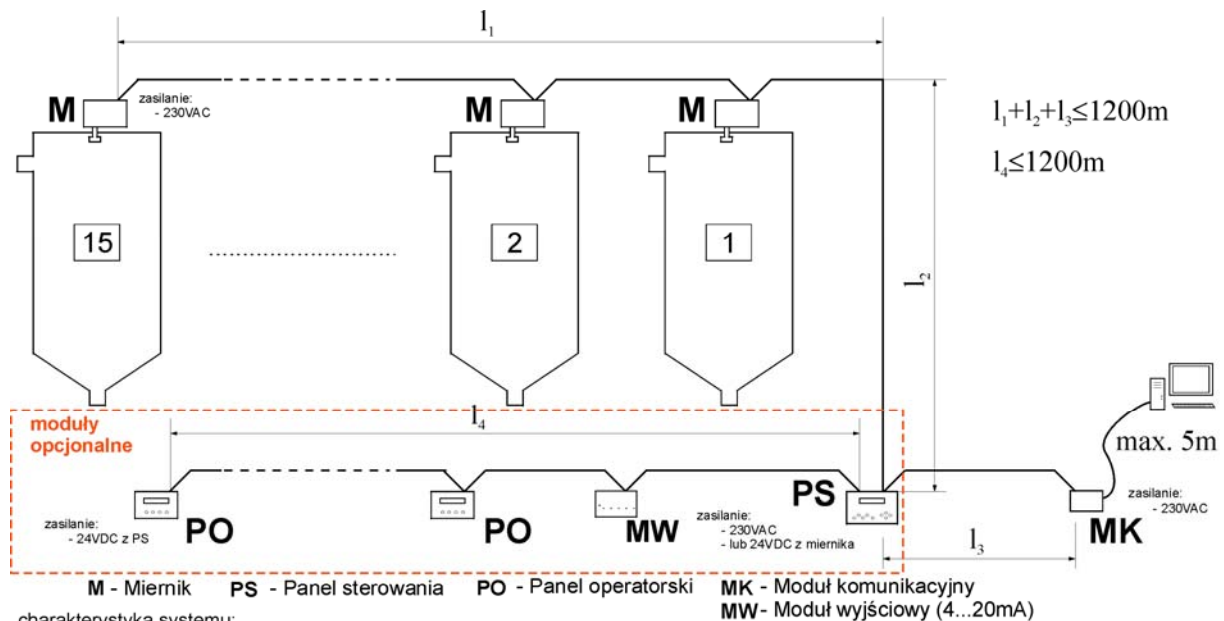 l₁
M
zasilanie:
- 230VAC
M
M
l₁+l₂+l₃≤1200m
l₄≤1200m
15
2
1
l₂
moduły
opcjonalne
l₄
max. 5m
PS
zasilanie:
- 24VDC z PS
PO
PO
MW
zasilanie:
- 230VAC
- lub 24VDC z miernika
MK
zasilanie:
- 230VAC
l₃
M - Miernik PS - Panel sterowania PO - Panel operatorski MK - Moduł komunikacyjny
MW- Moduł wyjściowy (4...20mA)
charakterystyka systemu: